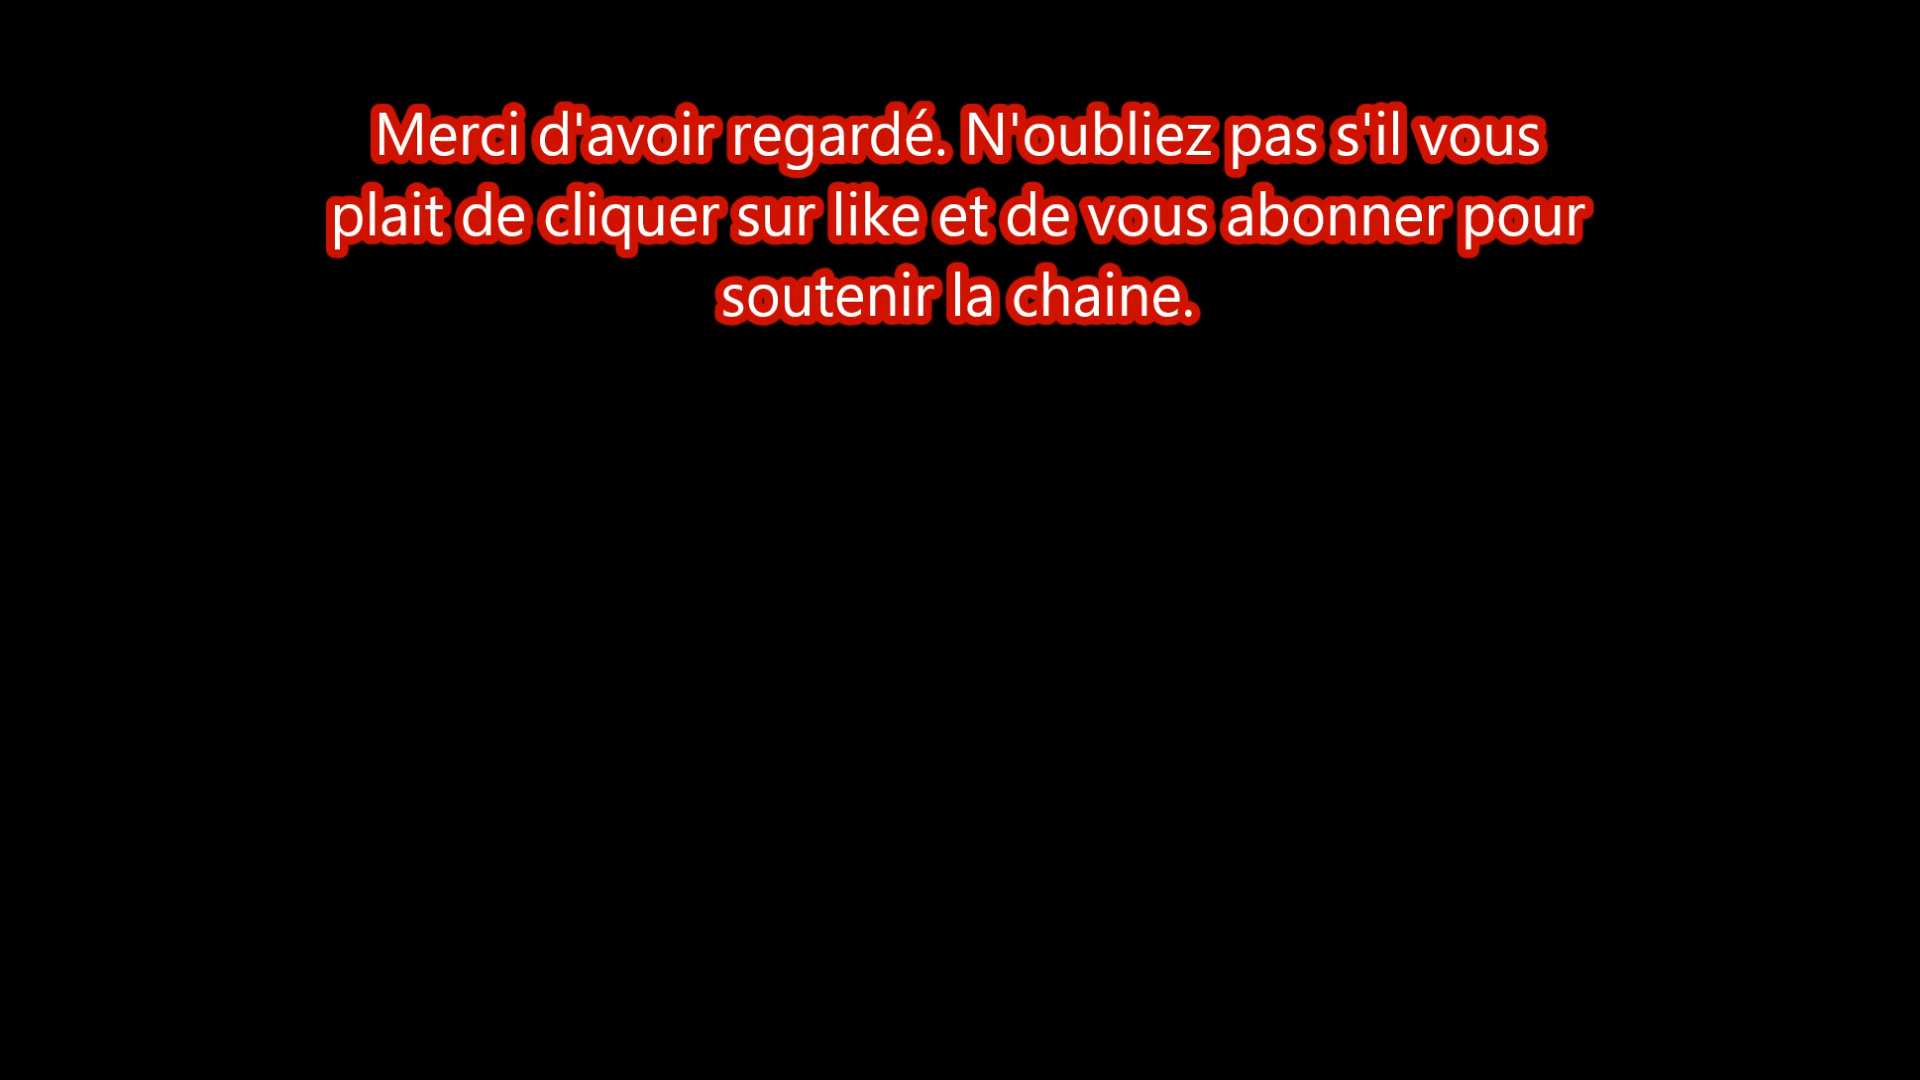 Merci d'avoir regardé. N'oubliez pas s'il vous
plait de cliquer sur like et de vous abonner pour
soutenir la chaine.